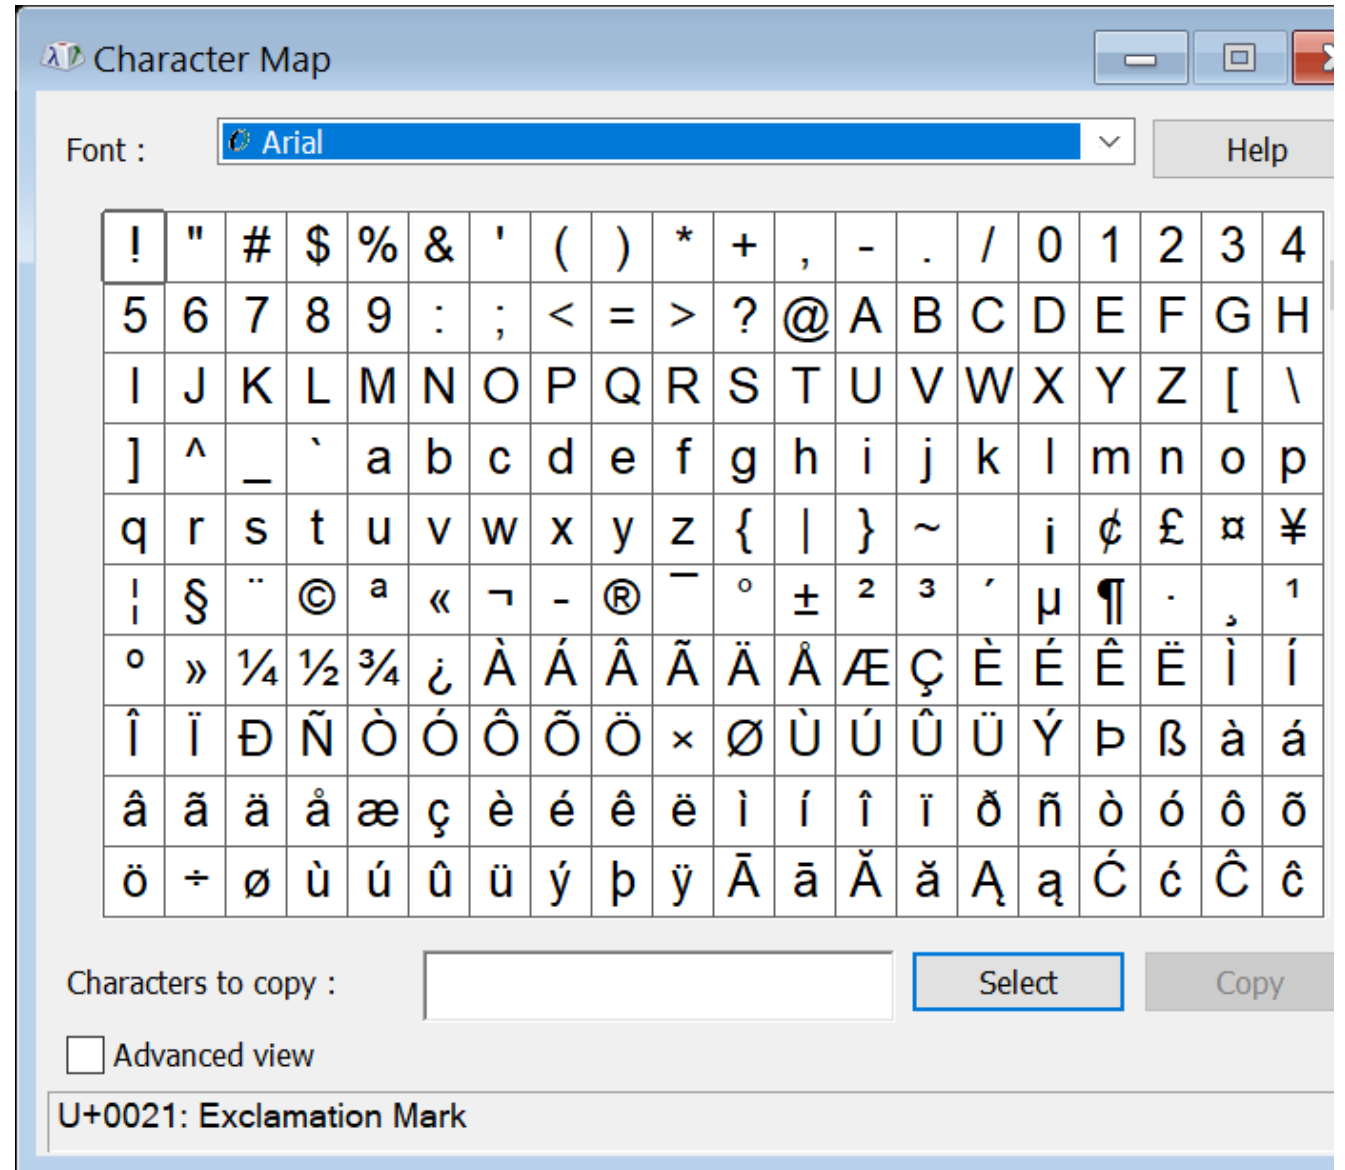 Character Map
Font :
Arial
Help
! " # $ % & ' ( ) * + , - . / 0 1 2 3 4
5 6 7 8 9 : ; < = > ? @ A B C D E F G H
I J K L M N O P Q R S T U V W X Y Z [ \
] ^ _ ` a b c d e f g h i j k l m n o p
q r s t u v w x y z { | } ~ ¡ ¢ £ ¤ ¥
¦ § ¨ © ª « ¬ - ® ¯ ° ± ² ³ ´ µ ¶ · ¸ ¹
º » ¼ ½ ¾ ¿ À Á Â Ã Ä Å Æ Ç È É Ê Ë Ì Í
Î Ï Ð Ñ Ò Ó Ô Õ Ö × Ø Ù Ú Û Ü Ý Þ ß à á
â ã ä å æ ç è é ê ë ì í î ï ð ñ ò ó ô õ
ö ÷ ø ù ú û ü ý þ ÿ Ā ā Ă ă Ą ą Ć ć Ĉ ĉ
Characters to copy :
Select
Copy
Advanced view
U+0021: Exclamation Mark